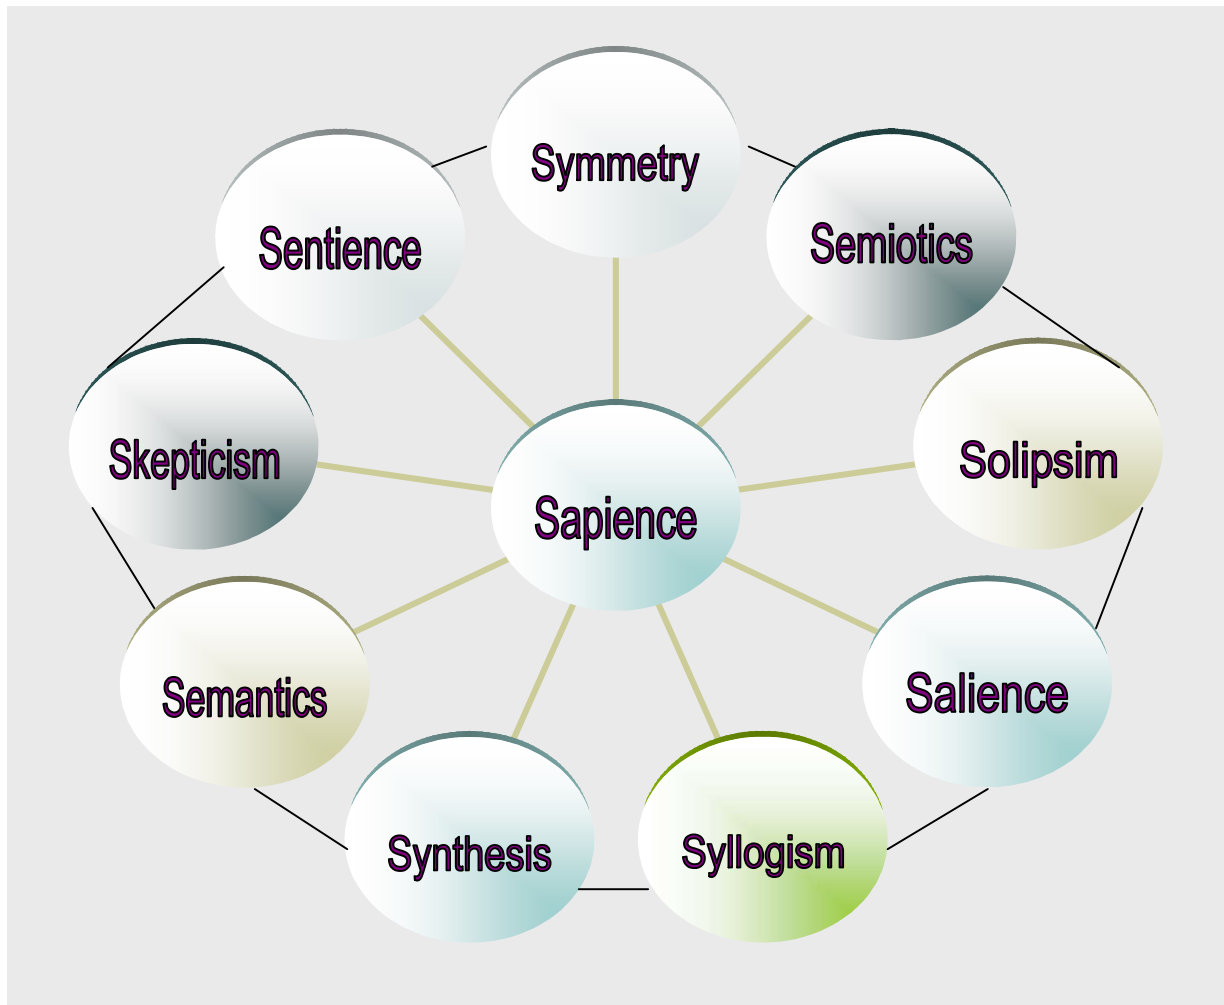 Symmetry
Sentience
Semiotics
Skepticism
Solipsim
Sapience
Semantics
Salience
Synthesis
Syllogism